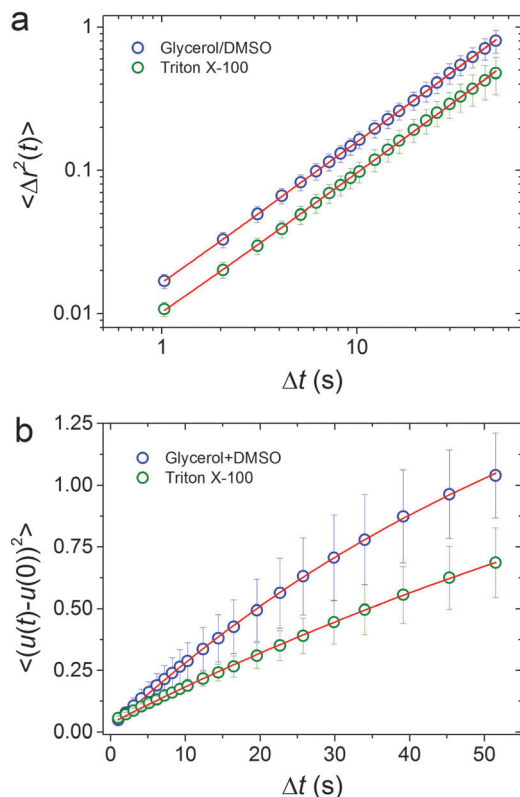 a
1
Glycerol/DMSO
Triton X-100
0.1
0.01
<Δr²(t)>
1
10
Δt (s)
b
1.25
Glycerol+DMSO
Triton X-100
1.00
0.75
0.50
0.25
0.00
<(u(t)-u(0))²>
0
10
20
30
40
50
Δt (s)